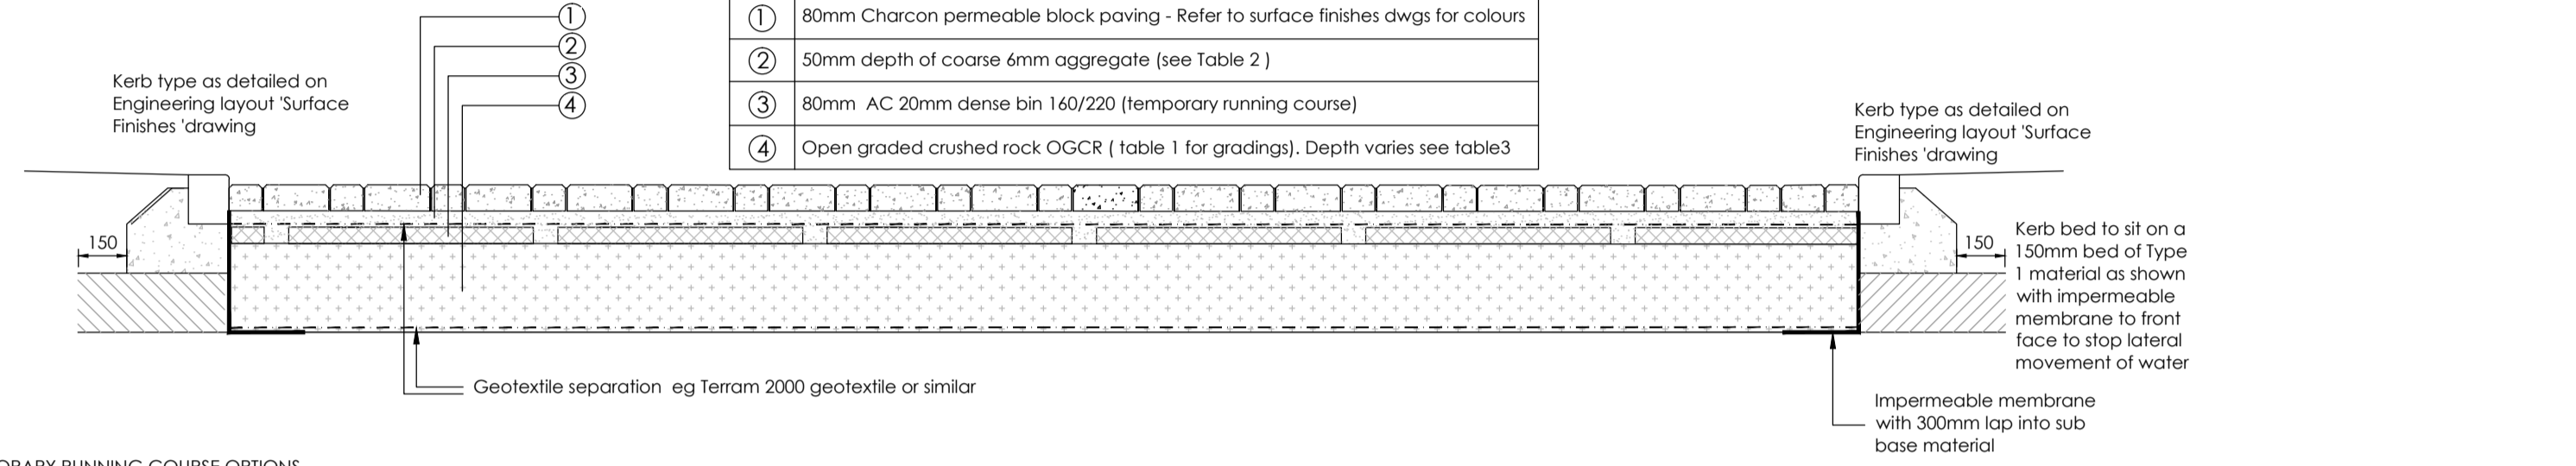 1
2
3
4
1 80mm Charcon permeable block paving - Refer to surface finishes dwgs for colours
2 50mm depth of coarse 6mm aggregate (see Table 2 )
3 80mm AC 20mm dense bin 160/220 (temporary running course)
4 Open graded crushed rock OGCR ( table 1 for gradings). Depth varies see table3
Kerb type as detailed on
Engineering layout 'Surface
Finishes 'drawing
Kerb type as detailed on
Engineering layout 'Surface
Finishes 'drawing
150
150
Kerb bed to sit on a
150mm bed of Type
1 material as shown
with impermeable
membrane to front
face to stop lateral
movement of water
Geotextile separation eg Terram 2000 geotextile or similar
Impermeable membrane
with 300mm lap into sub
base material
RUNNING COURSE OPTIONS